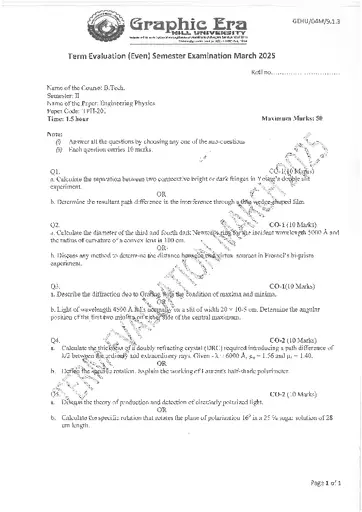 GEHU/04M/9.1.3
Graphic Era
HILL UNIVERSITY
Term Evaluation (Even) Semester Examination March 2025
Roll no.
Name of the Course: B.Tech.
Semester: II
Name of the Paper: Engineering Physics
Paper Code:
Time: 1.5 hour Maximum Marks: 50
Note:
(i) Answer all the questions by choosing any one of the sub-questions
(ii) Each question carries 10 marks.
Q1. CO-1(10 Marks)
a. Calculate the separation between two consecutive bright or dark fringes in Young's double slit
experiment.
OR
b. Determine the resultant path difference in the interference through a thin wedge-shaped film.
Q2. CO-1 (10 Marks)
a. Calculate the diameter of the third and fourth dark Newton's ring for the incident wavelength 5000 Å and
the radius of curvature of a convex lens is 100 cm.
OR
b. Discuss any method to determine the distance between two virtual sources in Fresnel's biprism
experiment.
Q3. CO-1(10 Marks)
a. Describe the diffraction due to Grating with the condition of maxima and minima.
OR
b. Light of wavelength Å falls normally on a slit of width 20 × 10-5 cm. Determine the angular
position of the first two minima on either side of the central maximum.
Q4. CO-2 (10 Marks)
a. Calculate the thickness of a doubly refracting crystal (DRC) required introducing a path difference of
λ/2 between the ordinary and extraordinary rays. Given - λ = 6000 Å, μo = 1.56 and μe = 1.40.
OR
b. Define the specific rotation. Explain the working of Laurent's half-shade polarimeter.
Q5. CO-2 (10 Marks)
a. Discuss the theory of production and detection of circularly polarized light.
OR
b. Calculate the specific rotation that rotates the plane of polarization 16° in a 25 % sugar solution of 28
cm length.
TERM EVALUATION MARCH 2025
Page 1 of 1